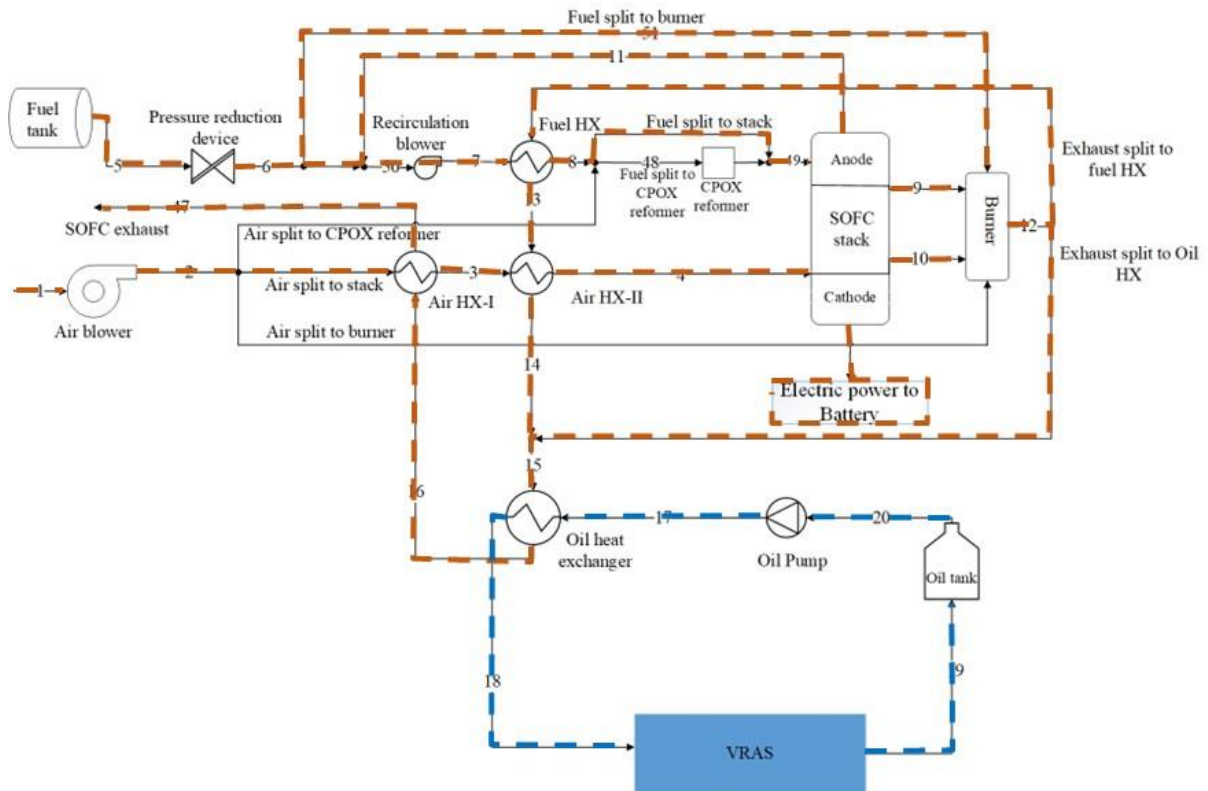 Fuel split to burner
51
11
Fuel
tank
Pressure reduction
device
Recirculation
blower
Fuel HX
Fuel split to stack
Anode
5
6
50
7
8
48
49
Fuel split to
CPOX
reformer
CPOX
reformer
9
Exhaust split to
fuel HX
13
47
SOFC exhaust
Air split to CPOX reformer
SOFC
stack
Burner
12
2
3
4
10
Exhaust split to Oil
HX
1
Air split to stack
Air HX-I
Air HX-II
Cathode
Air blower
Air split to burner
14
Electric power to
Battery
15
16
17
20
Oil heat
exchanger
Oil Pump
Oil tank
18
9
VRAS